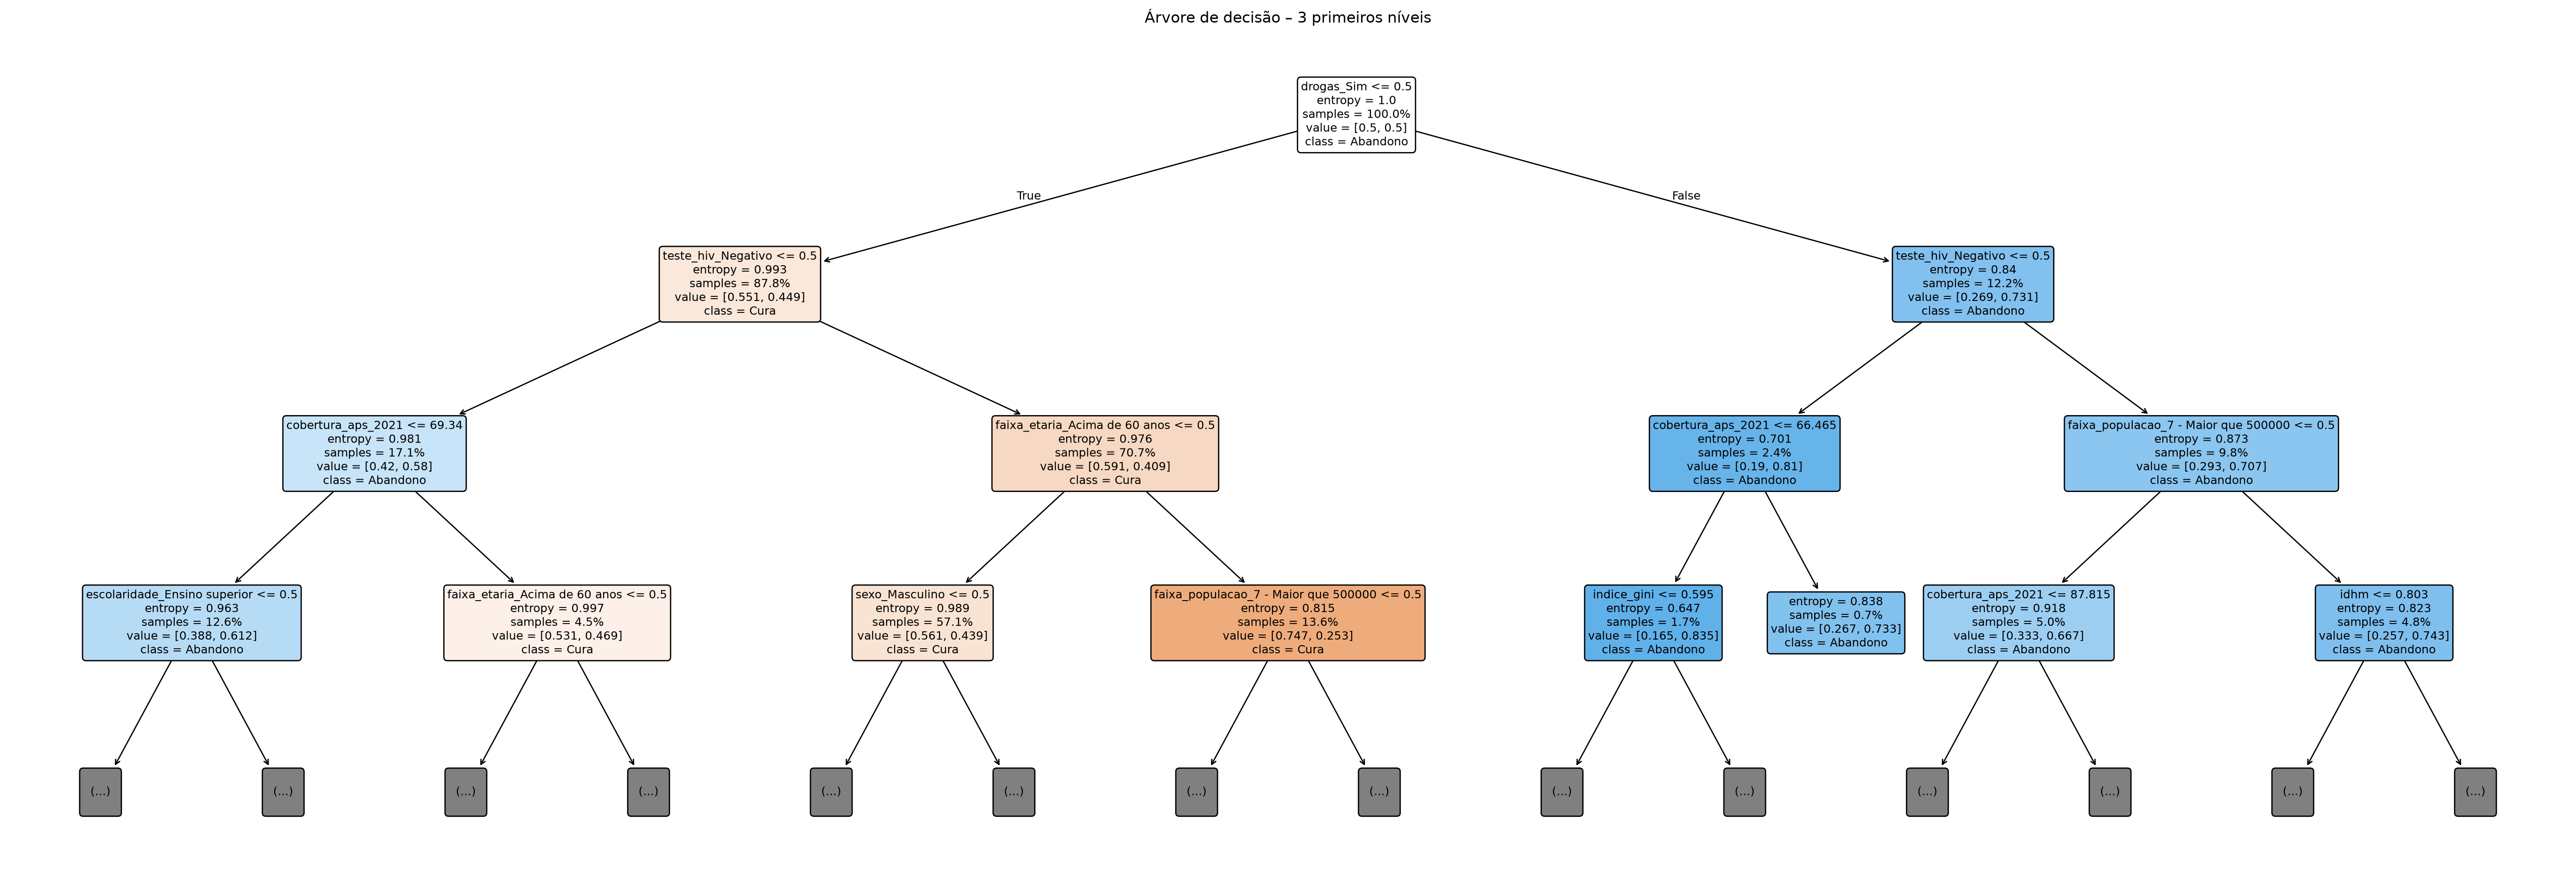 Árvore de decisão – 3 primeiros níveis
drogas_Sim <= 0.5
entropy = 1.0
samples = 100.0%
value = [0.5, 0.5]
class = Abandono
True
False
teste_hiv_Negativo <= 0.5
entropy = 0.993
samples = 87.8%
value = [0.551, 0.449]
class = Cura
teste_hiv_Negativo <= 0.5
entropy = 0.84
samples = 12.2%
value = [0.269, 0.731]
class = Abandono
cobertura_aps_2021 <= 69.34
entropy = 0.981
samples = 17.1%
value = [0.42, 0.58]
class = Abandono
faixa_etaria_Acima de 60 anos <= 0.5
entropy = 0.976
samples = 70.7%
value = [0.591, 0.409]
class = Cura
cobertura_aps_2021 <= 66.465
entropy = 0.701
samples = 2.4%
value = [0.19, 0.81]
class = Abandono
faixa_populacao_7 - Maior que 500000 <= 0.5
entropy = 0.873
samples = 9.8%
value = [0.293, 0.707]
class = Abandono
escolaridade_Ensino superior <= 0.5
entropy = 0.963
samples = 12.6%
value = [0.388, 0.612]
class = Abandono
faixa_etaria_Acima de 60 anos <= 0.5
entropy = 0.997
samples = 4.5%
value = [0.531, 0.469]
class = Cura
sexo_Masculino <= 0.5
entropy = 0.989
samples = 57.1%
value = [0.561, 0.439]
class = Cura
faixa_populacao_7 - Maior que 500000 <= 0.5
entropy = 0.815
samples = 13.6%
value = [0.747, 0.253]
class = Cura
indice_gini <= 0.595
entropy = 0.647
samples = 1.7%
value = [0.165, 0.835]
class = Abandono
entropy = 0.838
samples = 0.7%
value = [0.267, 0.733]
class = Abandono
cobertura_aps_2021 <= 87.815
entropy = 0.918
samples = 5.0%
value = [0.333, 0.667]
class = Abandono
idhm <= 0.803
entropy = 0.823
samples = 4.8%
value = [0.257, 0.743]
class = Abandono
(...)
(...)
(...)
(...)
(...)
(...)
(...)
(...)
(...)
(...)
(...)
(...)
(...)
(...)